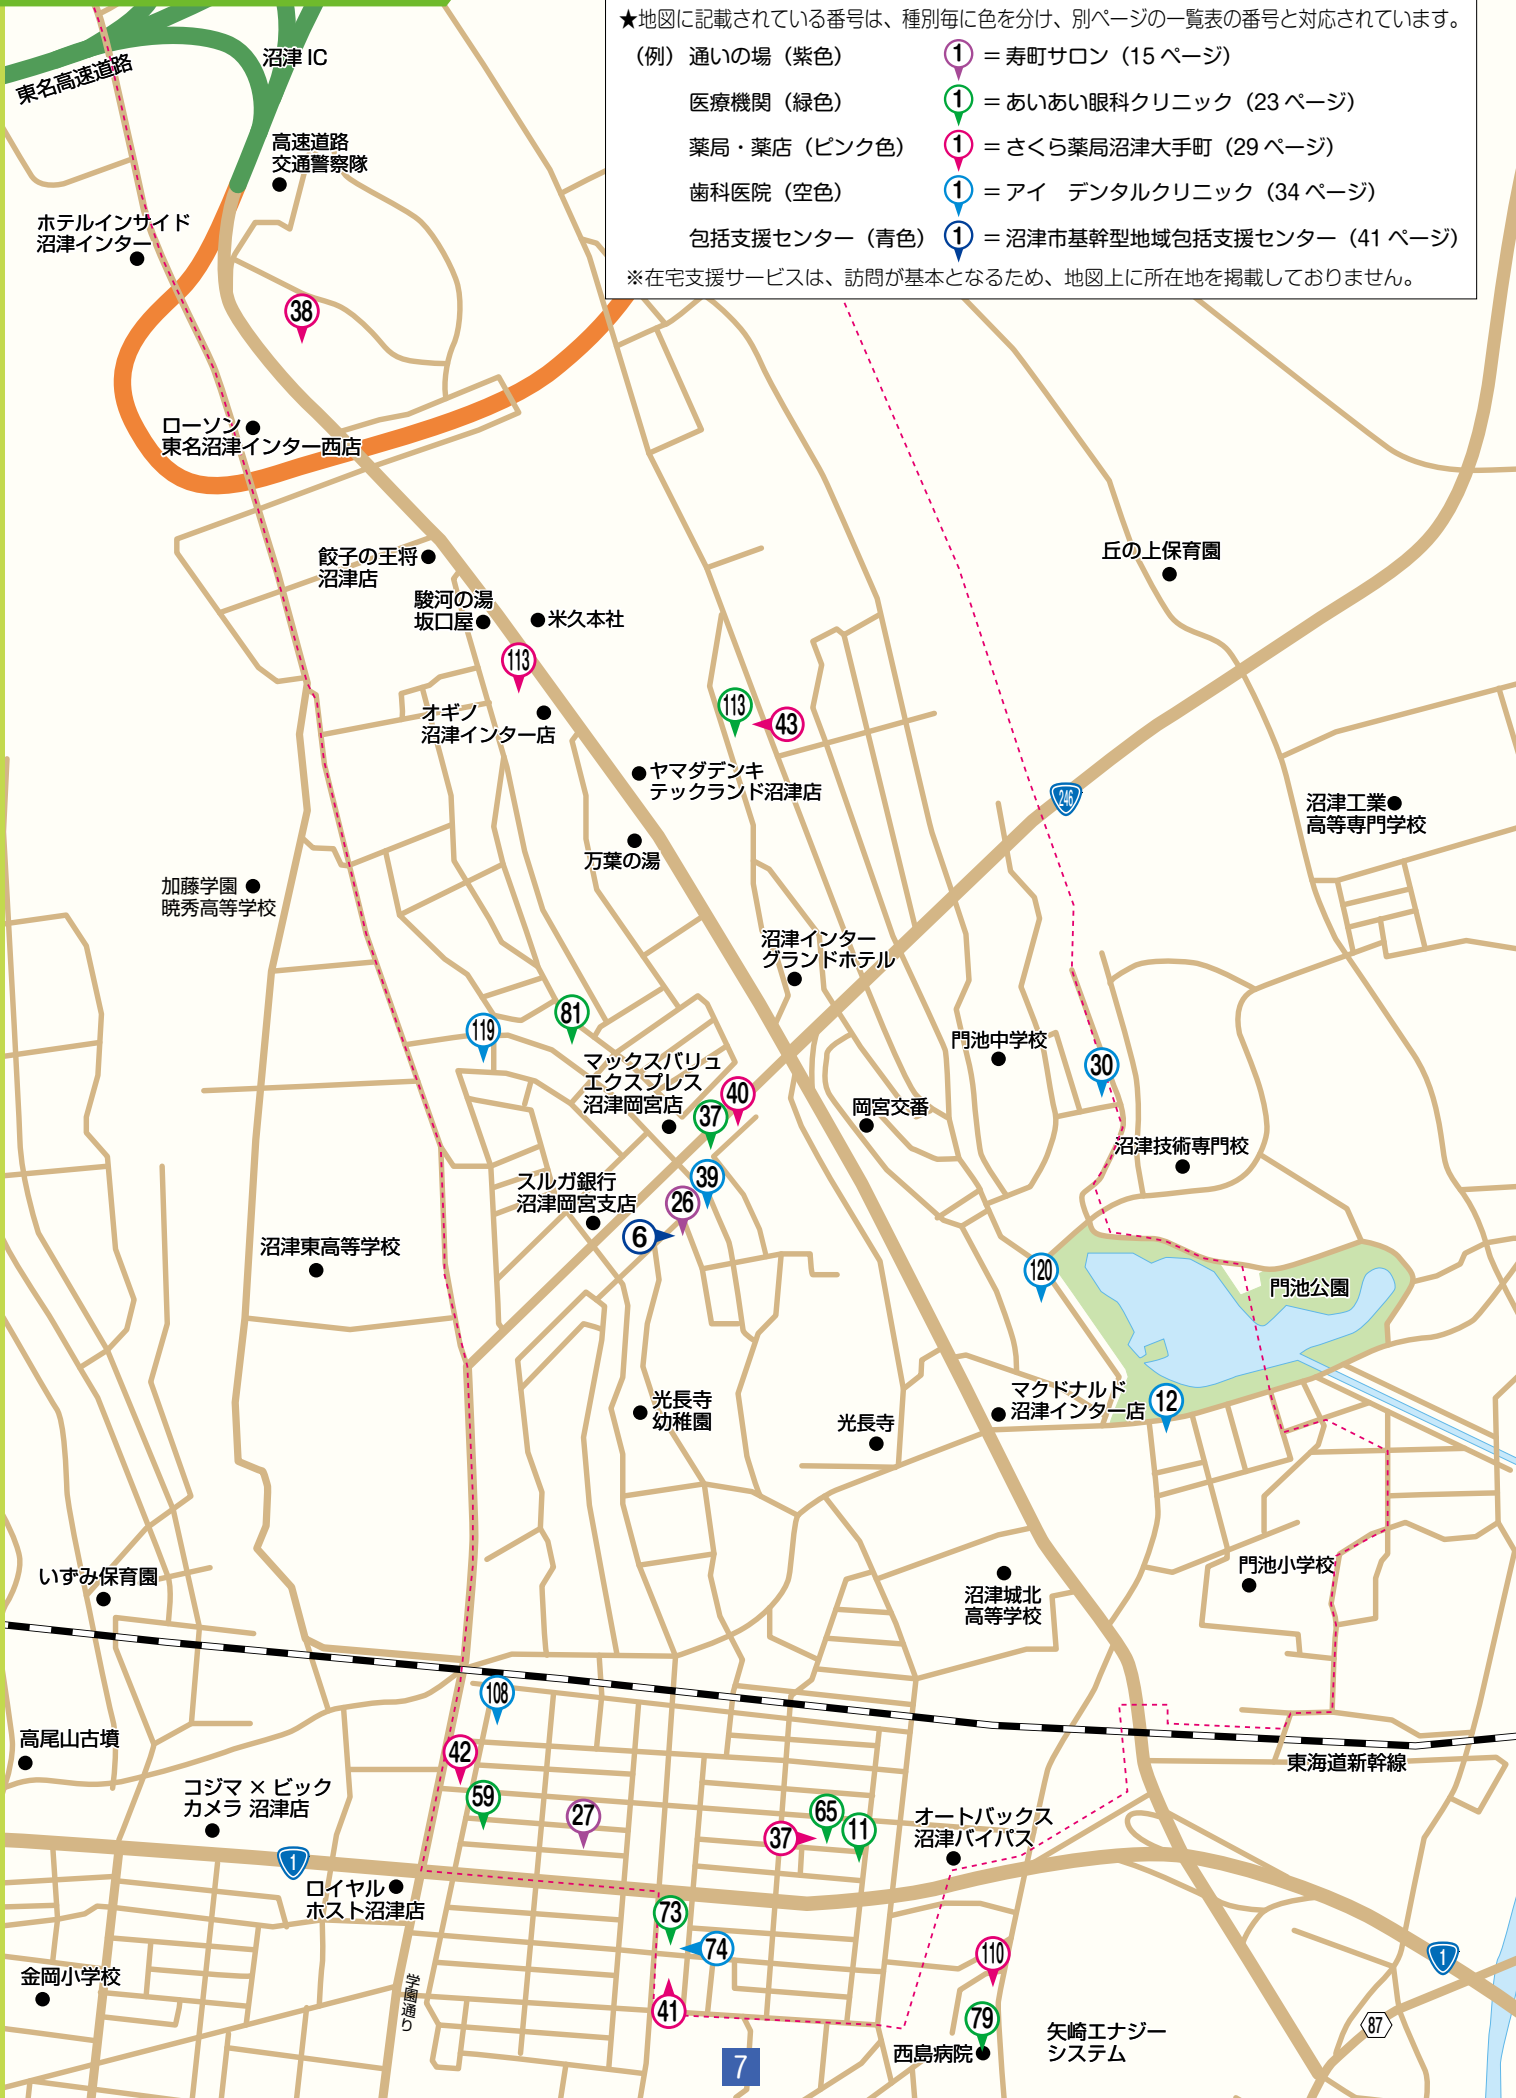 ★地図に記載されている番号は、種別毎に色を分け、別ページの一覧表の番号と対応されています。
(例) 通いの場(紫色) 1 = 寿町サロン(15 ページ)
医療機関(緑色) 1 = あいあい眼科クリニック(23 ページ)
薬局・薬店(ピンク色) 1 = さくら薬局沼津大手町(29 ページ)
歯科医院(空色) 1 = アイ デンタルクリニック(34 ページ)
包括支援センター(青色) 1 = 沼津市基幹型地域包括支援センター(41 ページ)
※在宅支援サービスは、訪問が基本となるため、地図上に所在地を掲載しておりません。
沼津 IC
東名高速道路
高速道路
交通警察隊
ホテルインサイド
沼津インター
38
ローソン
東名沼津インター西店
餃子の王将
沼津店
丘の上保育園
駿河の湯
坂口屋
米久本社
113
オギノ
沼津インター店
113
43
ヤマダデンキ
テックランド沼津店
246
沼津工業
高等専門学校
万葉の湯
加藤学園
暁秀高等学校
沼津インター
グランドホテル
81
119
門池中学校
マックスバリュ
エクスプレス
沼津岡宮店
30
40
37
岡宮交番
沼津技術専門校
スルガ銀行
沼津岡宮支店
39
26
6
沼津東高等学校
120
門池公園
光長寺
幼稚園
マクドナルド
沼津インター店
12
光長寺
いずみ保育園
沼津城北
高等学校
門池小学校
108
高尾山古墳
42
東海道新幹線
コジマ × ビック
カメラ 沼津店
59
27
65
11
37
オートバックス
沼津バイパス
1
ロイヤル
ホスト沼津店
73
74
110
1
金岡小学校
学園通り
41
79
87
西島病院
矢崎エナジー
システム
7